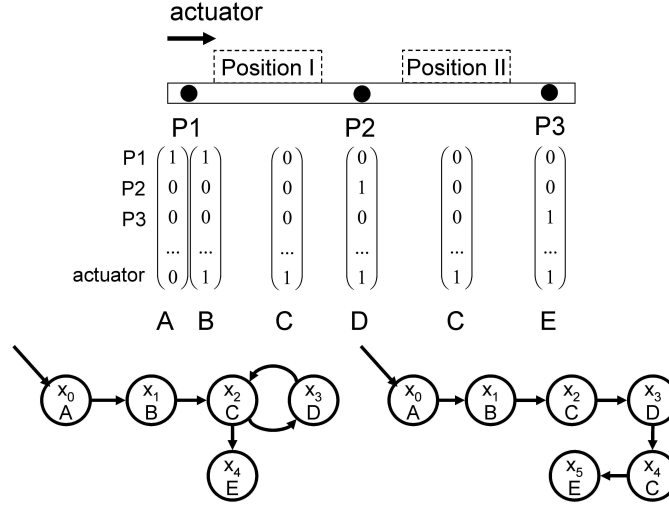 actuator
Position I Position II
P1 P2 P3
P1 1 1 0 0 0 0
P2 0 0 0 1 0 0
P3 0 0 0 0 0 1
... ... ... ... ... ...
actuator 0 1 1 1 1 1
A B C D C E
x0 x1 x2 x3 x0 x1 x2 x3
A B C D A B C D
x4 x5 x4
E E C